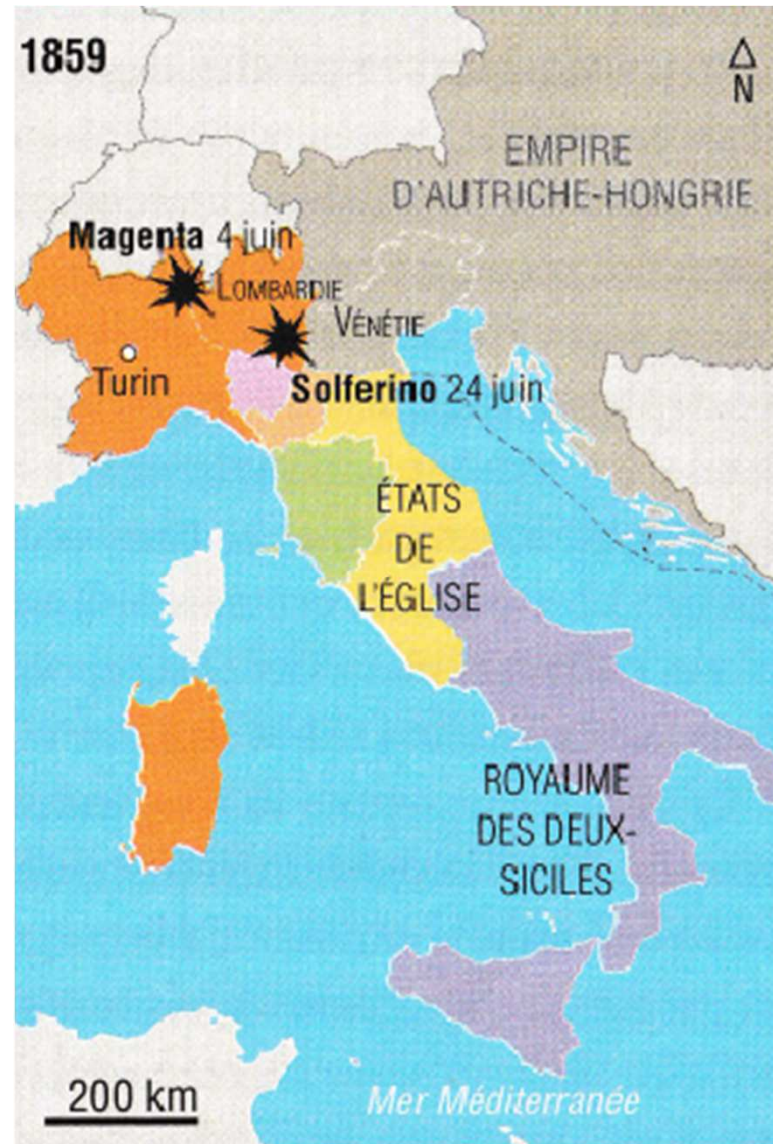 1859
N
EMPIRE
D'AUTRICHE-HONGRIE
Magenta 4 juin
LOMBARDIE
VÉNÉTIE
Turin
Solferino 24 juin
ÉTATS
DE
L'ÉGLISE
ROYAUME
DES DEUX-
SICILES
200 km
Mer Méditerranée